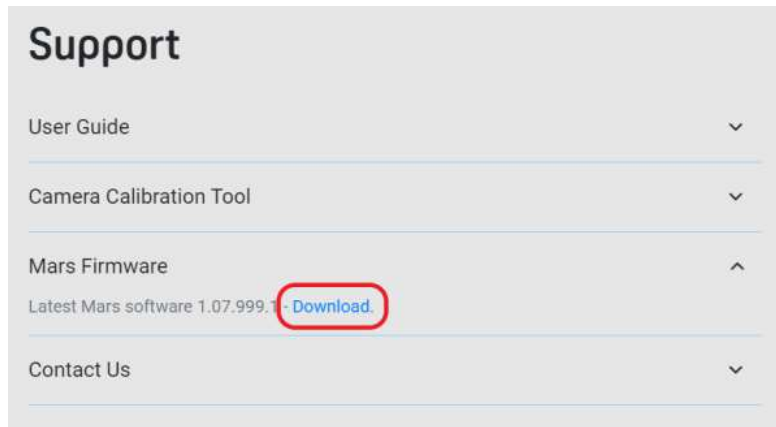 Support
User Guide
Camera Calibration Tool
Mars Firmware
Latest Mars software 1.07.999.1 - Download.
Contact Us